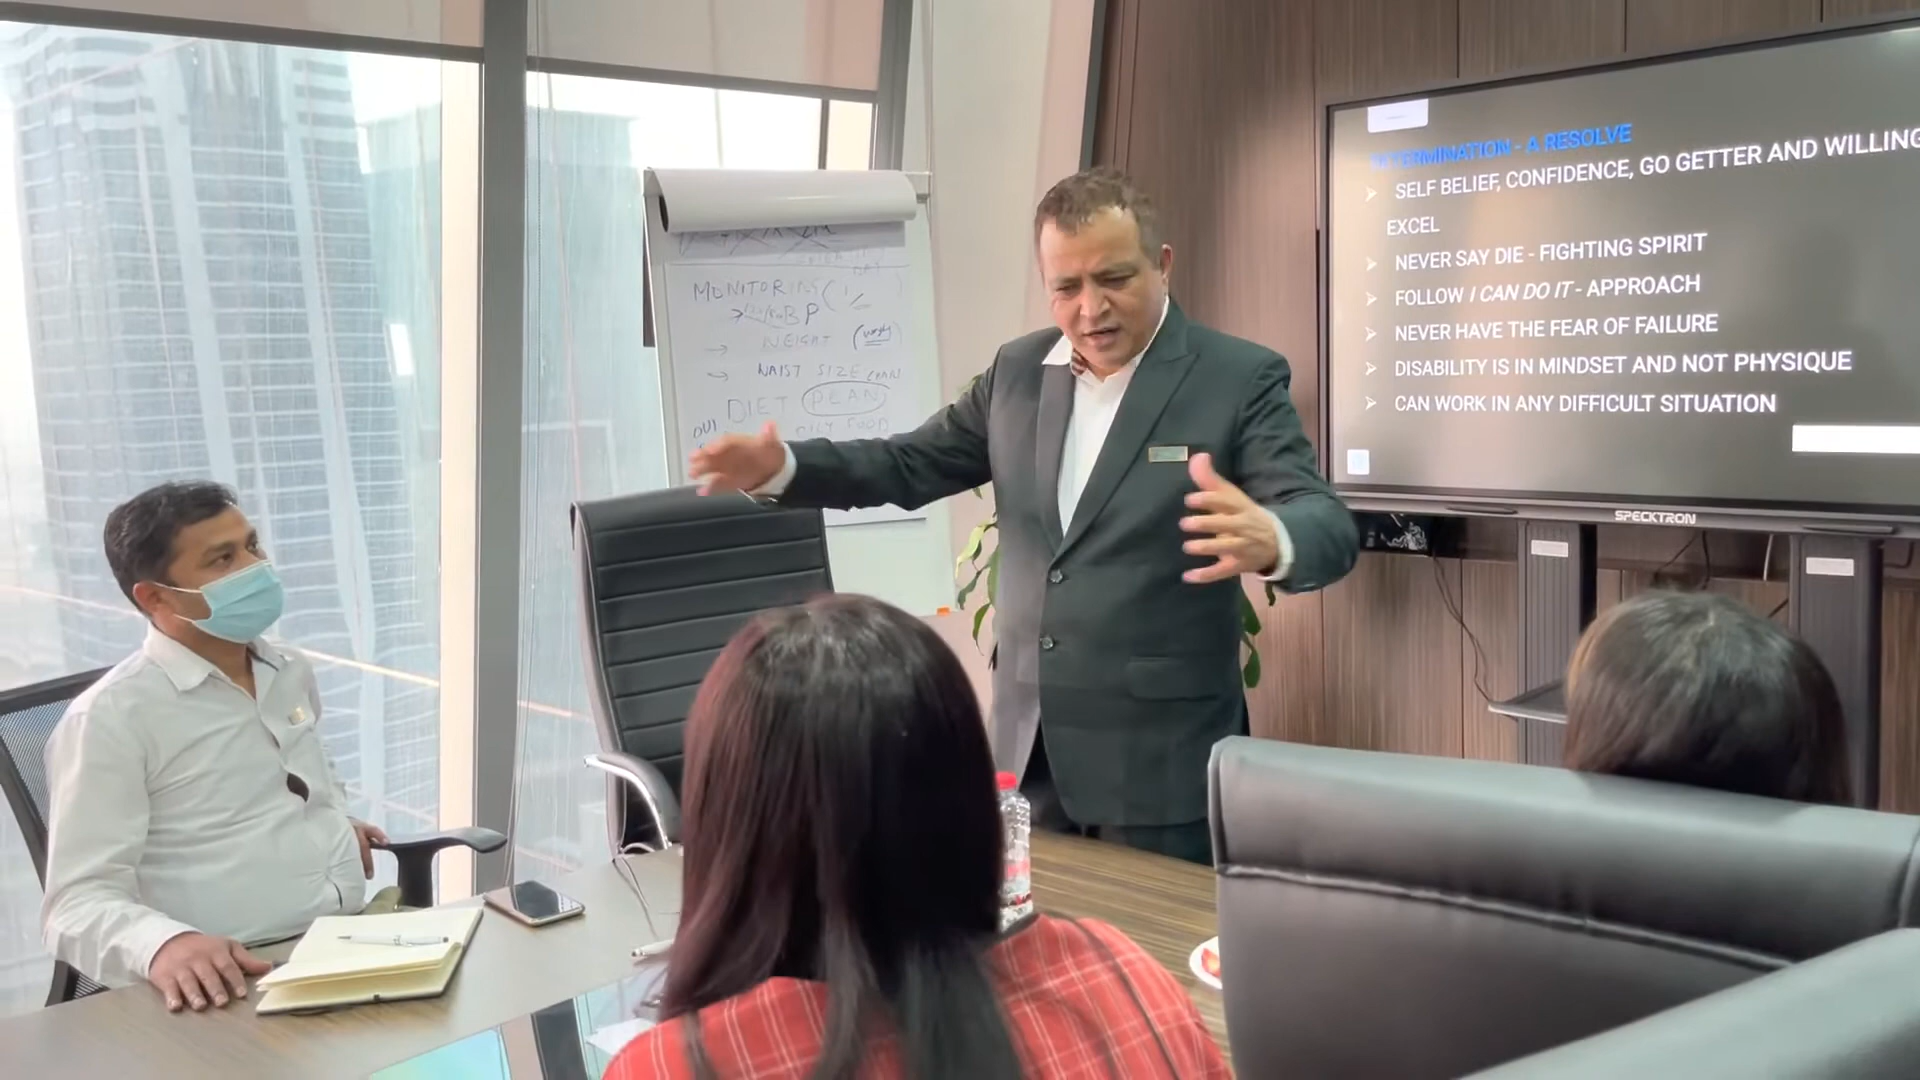 MONITORING (
BP
WEIGHT
WAIST SIZE
DIET PLAN
OILY FOOD
DETERMINATION - A RESOLVE
SELF BELIEF, CONFIDENCE, GO GETTER AND WILLING
EXCEL
NEVER SAY DIE - FIGHTING SPIRIT
FOLLOW I CAN DO IT - APPROACH
NEVER HAVE THE FEAR OF FAILURE
DISABILITY IS IN MINDSET AND NOT PHYSIQUE
CAN WORK IN ANY DIFFICULT SITUATION
SPECKTRON